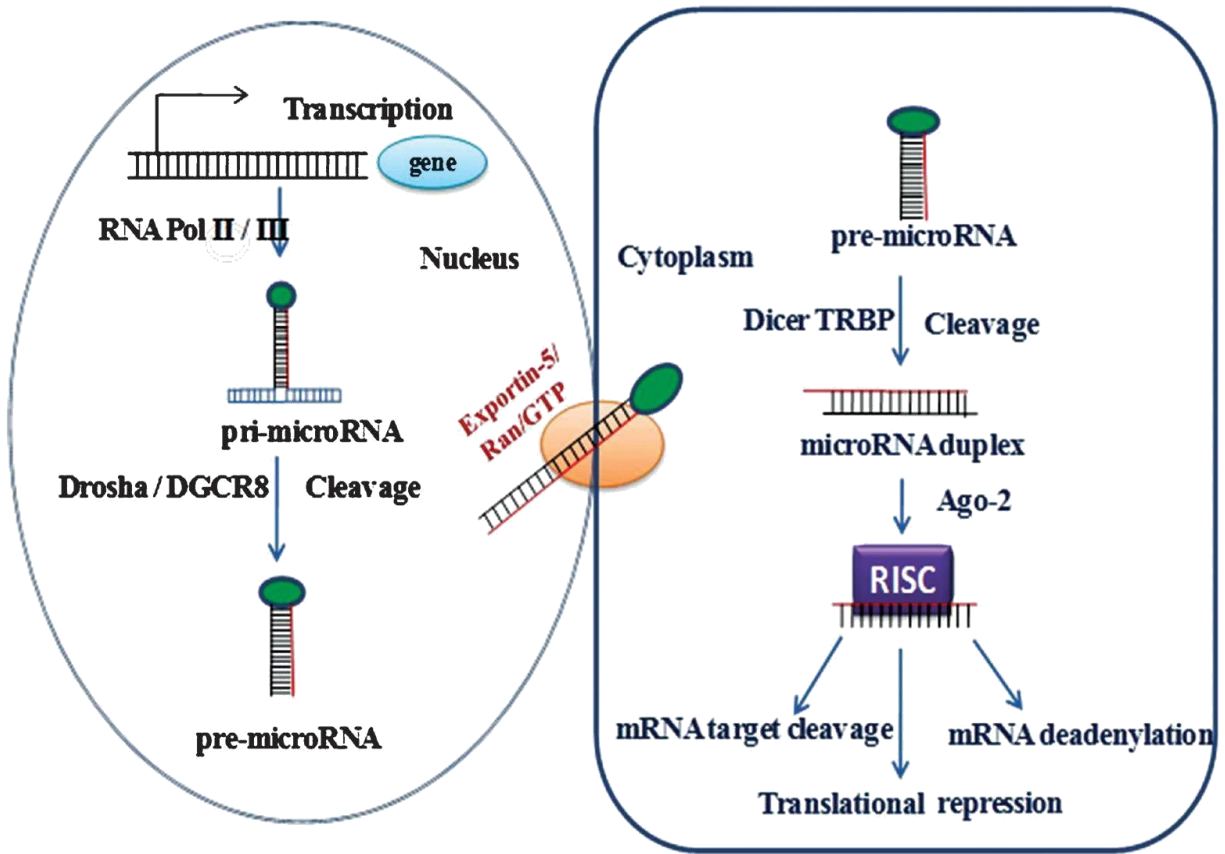 Transcription
gene
RNA Pol II / III
Nucleus
pri-microRNA
Drosha / DGCR8
Cleavage
pre-microRNA
Exportin-5/
Ran/GTP
Cytoplasm
pre-microRNA
Dicer TRBP
Cleavage
microRNA duplex
Ago-2
RISC
mRNA target cleavage
mRNA deadenylation
Translational repression